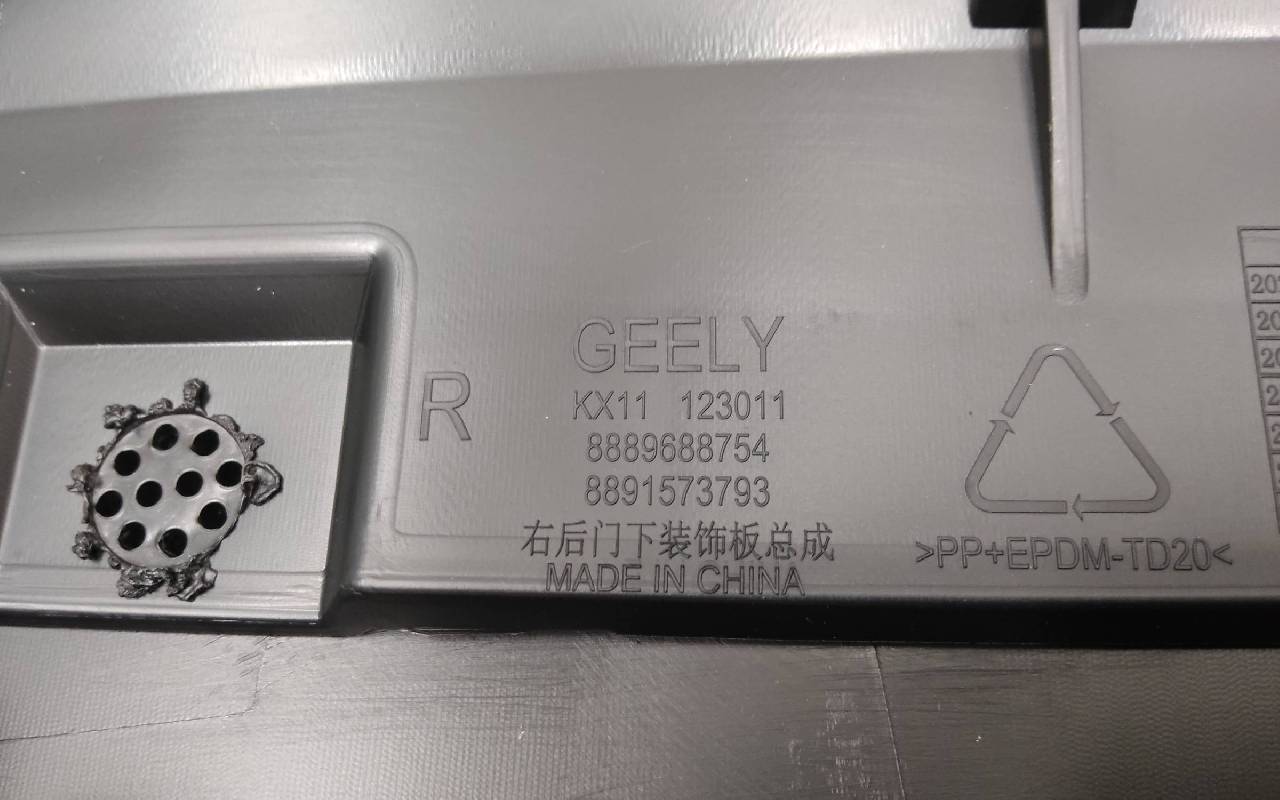 GEELY
R
KX11 123011
8889688754
8891573793
右后门下装饰板总成
MADE IN CHINA
>PP+EPDM-TD20<